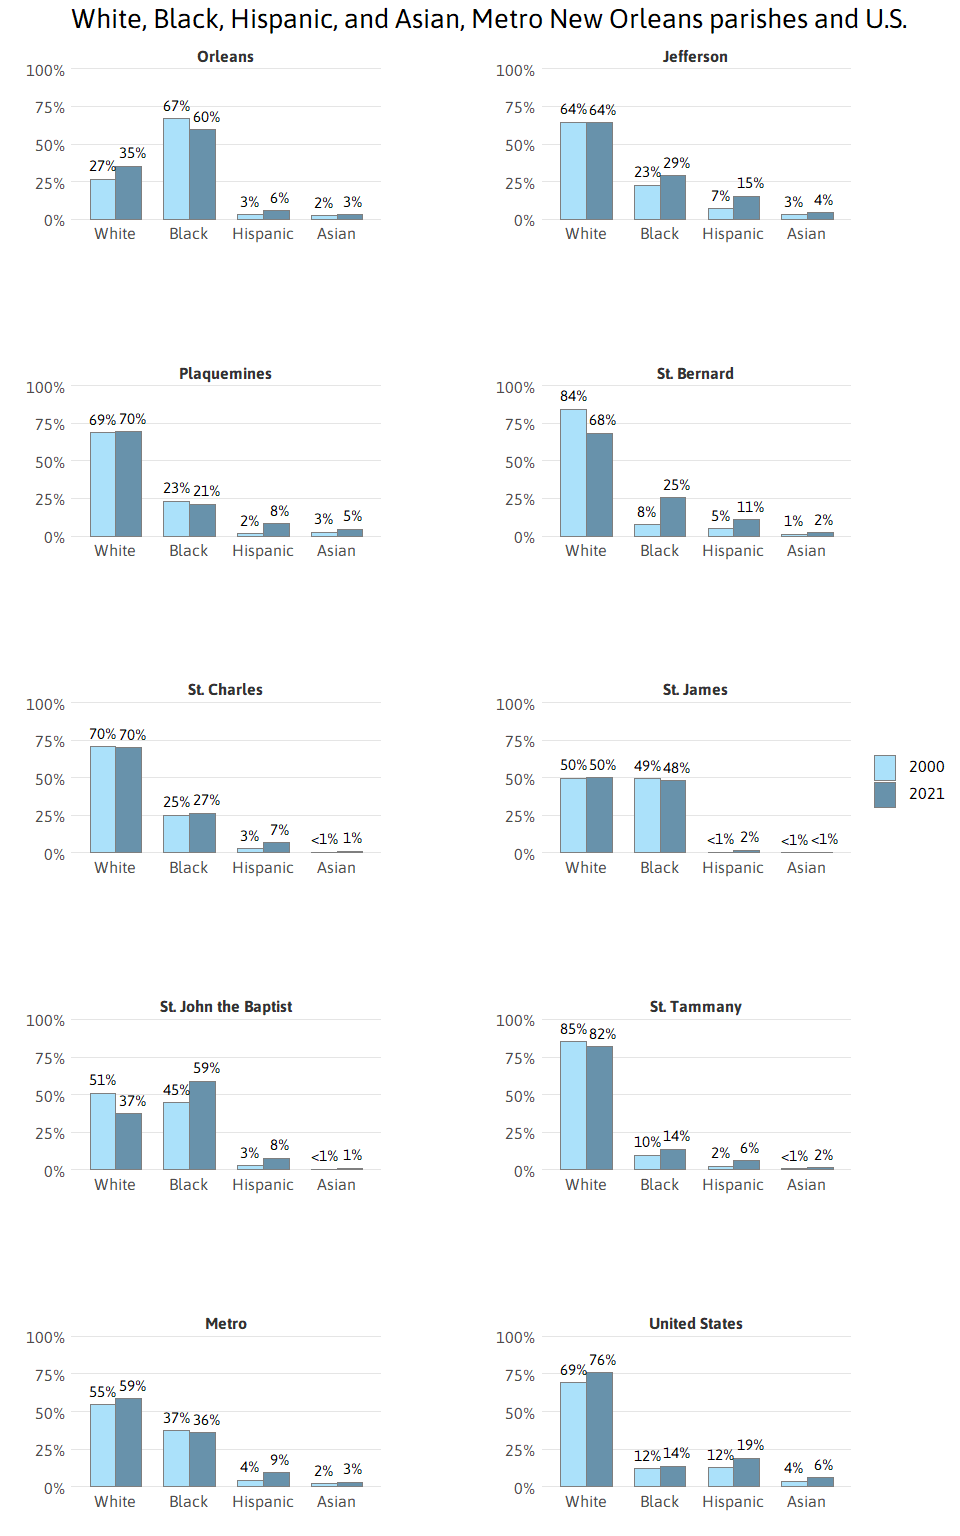 White, Black, Hispanic, and Asian, Metro New Orleans parishes and U.S.
Orleans
100%
75%
50%
25%
0%
27% 35% 67% 60% 3% 6% 2% 3%
White Black Hispanic Asian
Jefferson
100%
75%
50%
25%
0%
64% 64% 23% 29% 7% 15% 3% 4%
White Black Hispanic Asian
Plaquemines
100%
75%
50%
25%
0%
69% 70% 23% 21% 2% 8% 3% 5%
White Black Hispanic Asian
St. Bernard
100%
75%
50%
25%
0%
84% 68% 8% 25% 5% 11% 1% 2%
White Black Hispanic Asian
St. Charles
100%
75%
50%
25%
0%
70% 70% 25% 27% 3% 7% <1% 1%
White Black Hispanic Asian
St. James
100%
75%
50%
25%
0%
50% 50% 49% 48% <1% 2% <1% <1%
White Black Hispanic Asian
2000
2021
St. John the Baptist
100%
75%
50%
25%
0%
51% 37% 45% 59% 3% 8% <1% 1%
White Black Hispanic Asian
St. Tammany
100%
75%
50%
25%
0%
85% 82% 10% 14% 2% 6% <1% 2%
White Black Hispanic Asian
Metro
100%
75%
50%
25%
0%
55% 59% 37% 36% 4% 9% 2% 3%
White Black Hispanic Asian
United States
100%
75%
50%
25%
0%
69% 76% 12% 14% 12% 19% 4% 6%
White Black Hispanic Asian